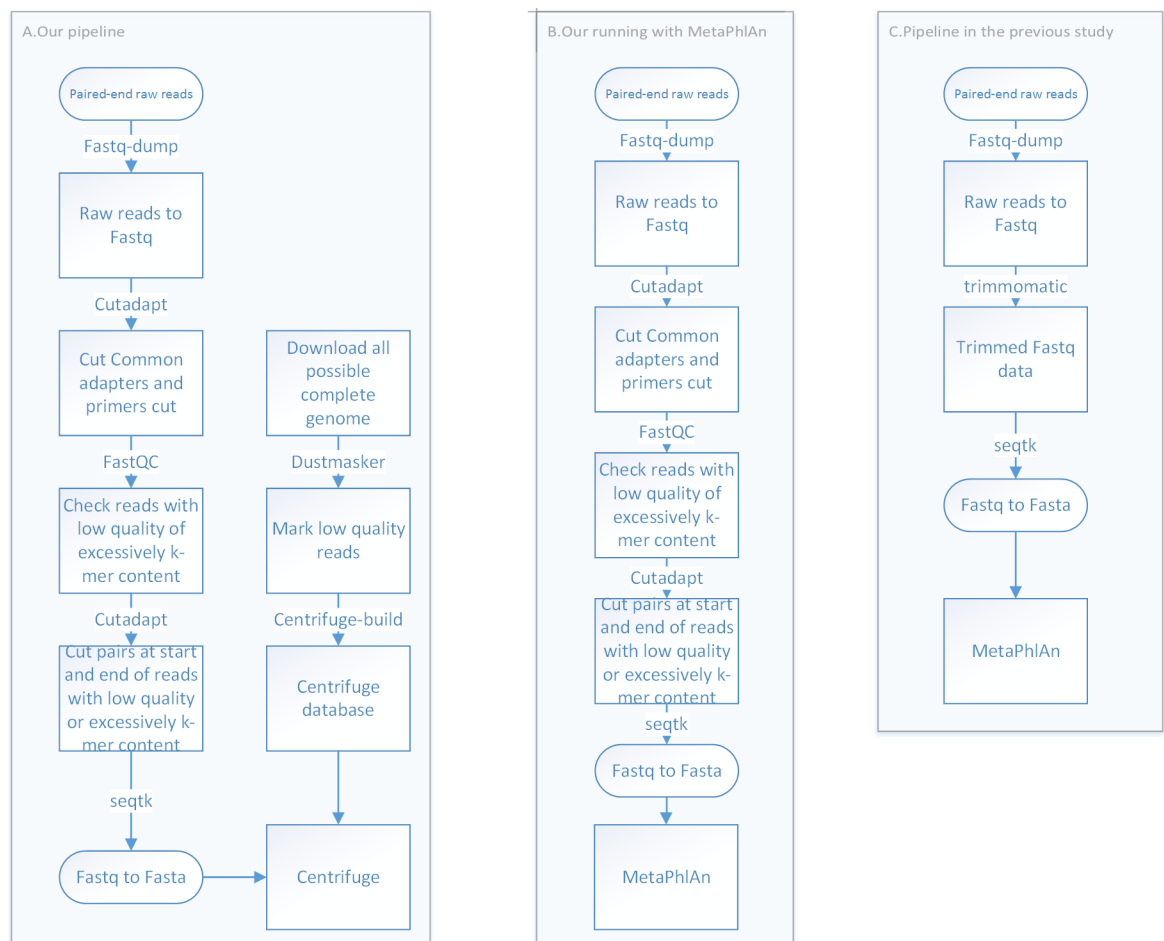 A.Our pipeline
Paired-end raw reads
Fastq-dump
Raw reads to
Fastq
Cutadapt
Cut Common
adapters and
primers cut
FastQC
Check reads with
low quality of
excessively k-
mer content
Cutadapt
Cut pairs at start
and end of reads
with low quality
or excessively k-
mer content
seqtk
Fastq to Fasta
Download all
possible
complete
genome
Dustmasker
Mark low quality
reads
Centrifuge-build
Centrifuge
database
Centrifuge
B.Our running with MetaPhlAn
Paired-end raw reads
Fastq-dump
Raw reads to
Fastq
Cutadapt
Cut Common
adapters and
primers cut
FastQC
Check reads with
low quality of
excessively k-
mer content
Cutadapt
Cut pairs at start
and end of reads
with low quality
or excessively k-
mer content
seqtk
Fastq to Fasta
MetaPhlAn
C.Pipeline in the previous study
Paired-end raw reads
Fastq-dump
Raw reads to
Fastq
trimmomatic
Trimmed Fastq
data
seqtk
Fastq to Fasta
MetaPhlAn